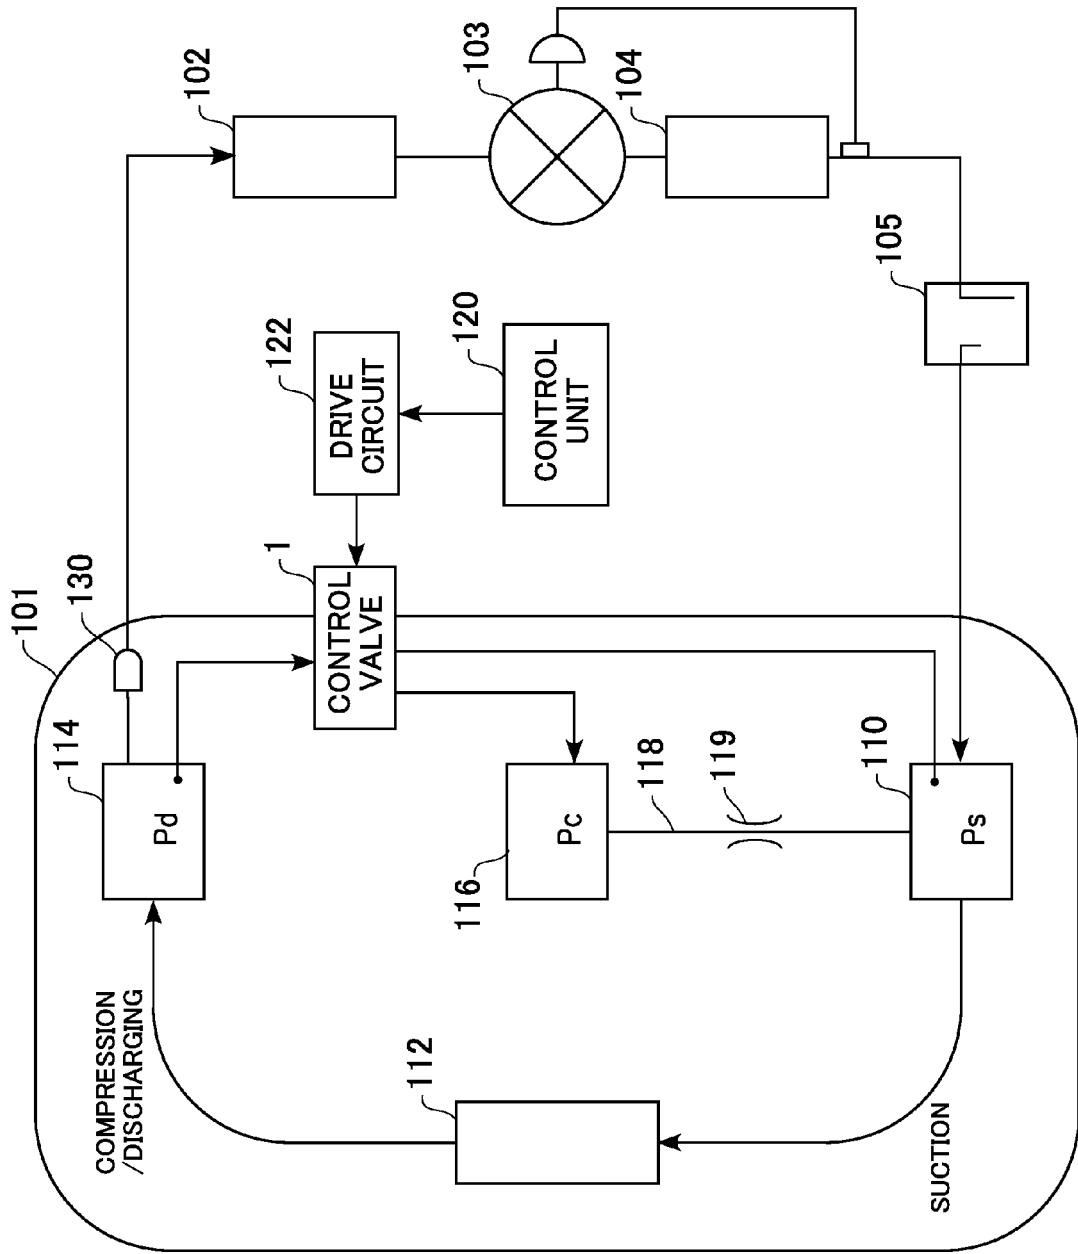 101
114
130
COMPRESSION
/DISCHARGING
Pd
102
1
122
CONTROL
VALVE
DRIVE
CIRCUIT
112
116
120
103
CONTROL
UNIT
Pc
104
118
119
110
105
SUCTION
Ps